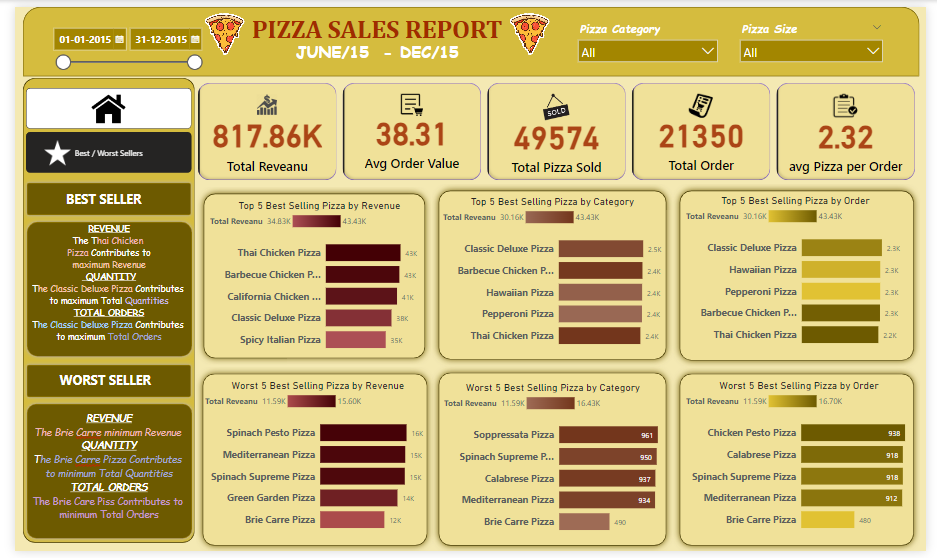 PIZZA SALES REPORT
JUNE/15 - DEC/15
01-01-2015
31-12-2015
Pizza Category
All
Pizza Size
All
Best / Worst Sellers
817.86K
Total Reveanu
38.31
Avg Order Value
SOLD
49574
Total Pizza Sold
21350
Total Order
2.32
avg Pizza per Order
BEST SELLER
REVENUE
The Thai Chicken
Pizza Contributes to
maximum Revenue
QUANTITY
The Classic Deluxe Pizza Contributes
to maximum Total Quantities
TOTAL ORDERS
The Classic Deluxe Pizza Contributes
to maximum Total Orders
WORST SELLER
REVENUE
The Brie Carre minimum Revenue
QUANTITY
The Brie Carre Pizza Contributes
to minimum Total Quantities
TOTAL ORDERS
The Brie Care Piss Contributes to
minimum Total Orders
Top 5 Best Selling Pizza by Revenue
Total Reveanu 34.83K 43.43K
Thai Chicken Pizza 43K
Barbecue Chicken P... 43K
California Chicken ... 41K
Classic Deluxe Pizza 38K
Spicy Italian Pizza 35K
Top 5 Best Selling Pizza by Category
Total Reveanu 30.16K 43.43K
Classic Deluxe Pizza 2.5K
Barbecue Chicken P... 2.4K
Hawaiian Pizza 2.4K
Pepperoni Pizza 2.4K
Thai Chicken Pizza 2.4K
Top 5 Best Selling Pizza by Order
Total Reveanu 30.16K 43.43K
Classic Deluxe Pizza 2.3K
Hawaiian Pizza 2.3K
Pepperoni Pizza 2.3K
Barbecue Chicken P... 2.3K
Thai Chicken Pizza 2.2K
Worst 5 Best Selling Pizza by Revenue
Total Reveanu 11.59K 15.60K
Spinach Pesto Pizza 16K
Mediterranean Pizza 15K
Spinach Supreme Pizza 15K
Green Garden Pizza 14K
Brie Carre Pizza 12K
Worst 5 Best Selling Pizza by Category
Total Reveanu 11.59K 16.43K
Soppressata Pizza 961
Spinach Supreme P... 950
Calabrese Pizza 937
Mediterranean Pizza 934
Brie Carre Pizza 490
Worst 5 Best Selling Pizza by Order
Total Reveanu 11.59K 16.70K
Chicken Pesto Pizza 938
Calabrese Pizza 918
Spinach Supreme Pizza 918
Mediterranean Pizza 912
Brie Carre Pizza 480